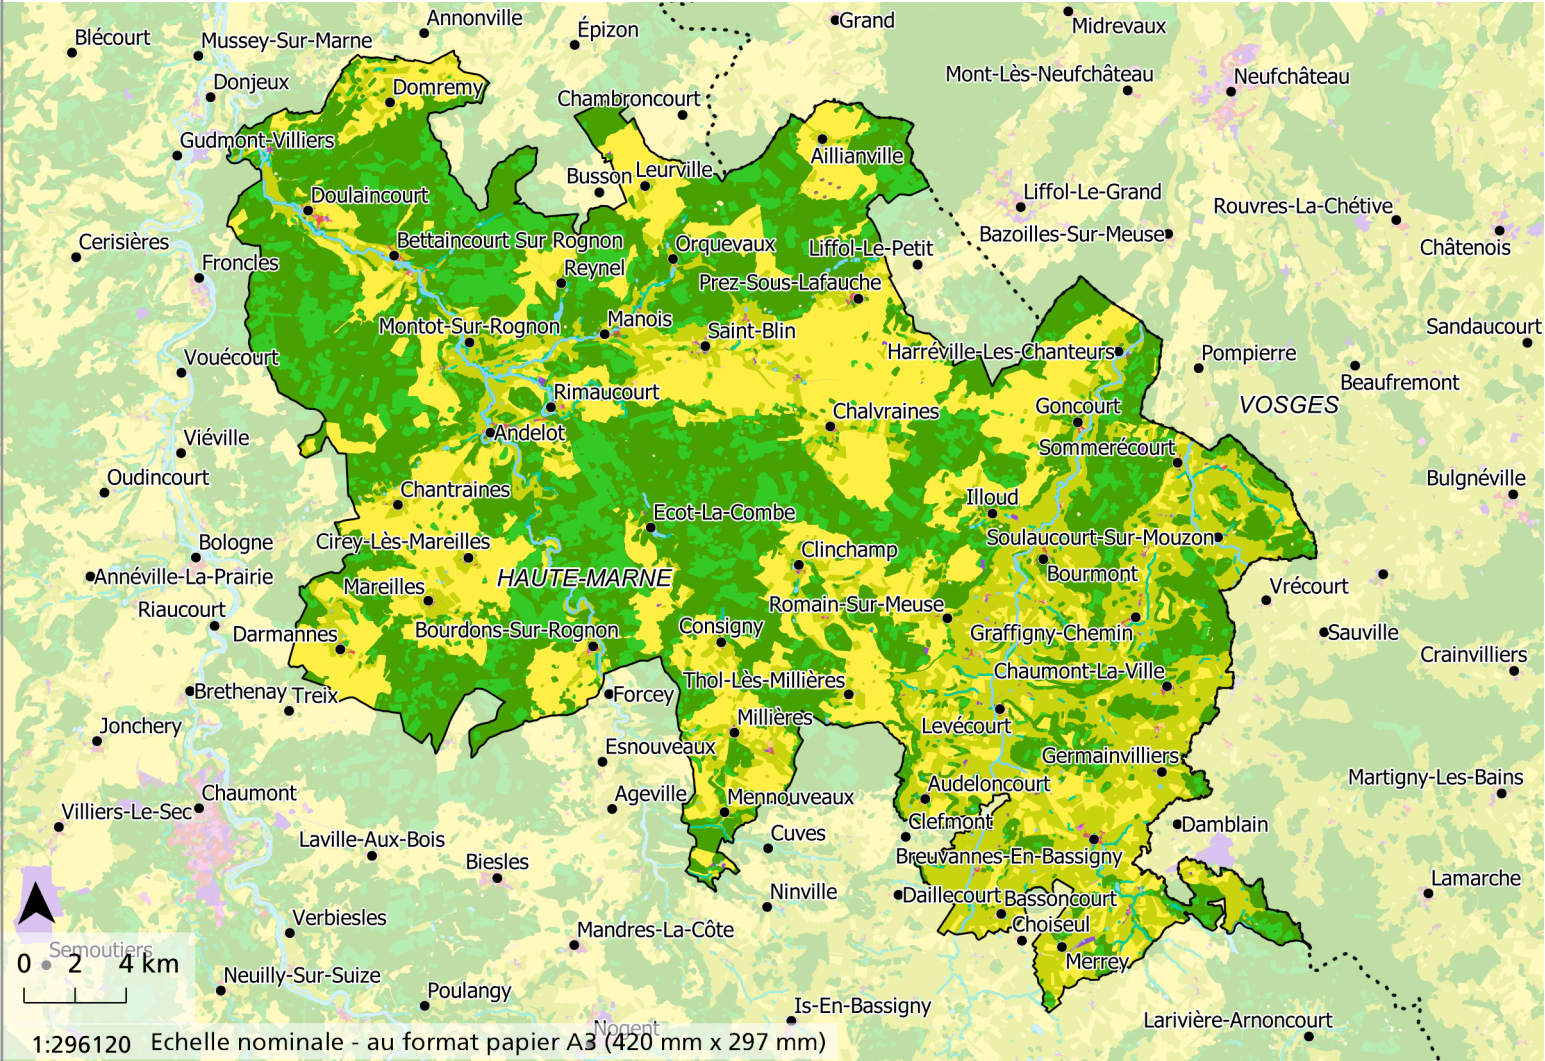 Annonville
Grand
Midrevaux
Blécourt
Mussey-Sur-Marne
Épizon
Donjeux
Domremy
Mont-Lès-Neufchâteau
Neufchâteau
Chambroncourt
Gudmont-Villiers
Aillianville
Busson
Leurville
Doulaincourt
Liffol-Le-Grand
Rouvres-La-Chétive
Cerisières
Bettaincourt Sur Rognon
Orquevaux
Liffol-Le-Petit
Bazoilles-Sur-Meuse
Châtenois
Froncles
Reynel
Prez-Sous-Lafauche
Montot-Sur-Rognon
Manois
Saint-Blin
Sandaucourt
Vouécourt
Harréville-Les-Chanteurs
Pompierre
Beaufremont
Rimaucourt
Chalvraines
Goncourt
VOSGES
Viéville
Andelot
Sommerécourt
Oudincourt
Chantraines
Ecot-La-Combe
Illoud
Bulgnéville
Bologne
Cirey-Lès-Mareilles
Clinchamp
Soulaucourt-Sur-Mouzon
Annéville-La-Prairie
Mareilles
HAUTE-MARNE
Bourmont
Vrécourt
Riaucourt
Romain-Sur-Meuse
Darmannes
Bourdons-Sur-Rognon
Consigny
Graffigny-Chemin
Sauville
Crainvilliers
Brethenay
Treix
Forcey
Thol-Lès-Millières
Chaumont-La-Ville
Jonchery
Millières
Levécourt
Esnouveaux
Germainvilliers
Martigny-Les-Bains
Chaumont
Ageville
Mennouveaux
Audeloncourt
Villiers-Le-Sec
Clefmont
Damblain
Laville-Aux-Bois
Cuves
Breuvannes-En-Bassigny
Biesles
Ninville
Daillecourt
Bassoncourt
Lamarche
Verbiesles
Mandres-La-Côte
Choiseul
Semoutiers
Merrey
0 2 4 km
Neuilly-Sur-Suize
Poulangy
Is-En-Bassigny
Larivière-Arnoncourt
Nogent
1:296120 Echelle nominale - au format papier A3 (420 mm x 297 mm)